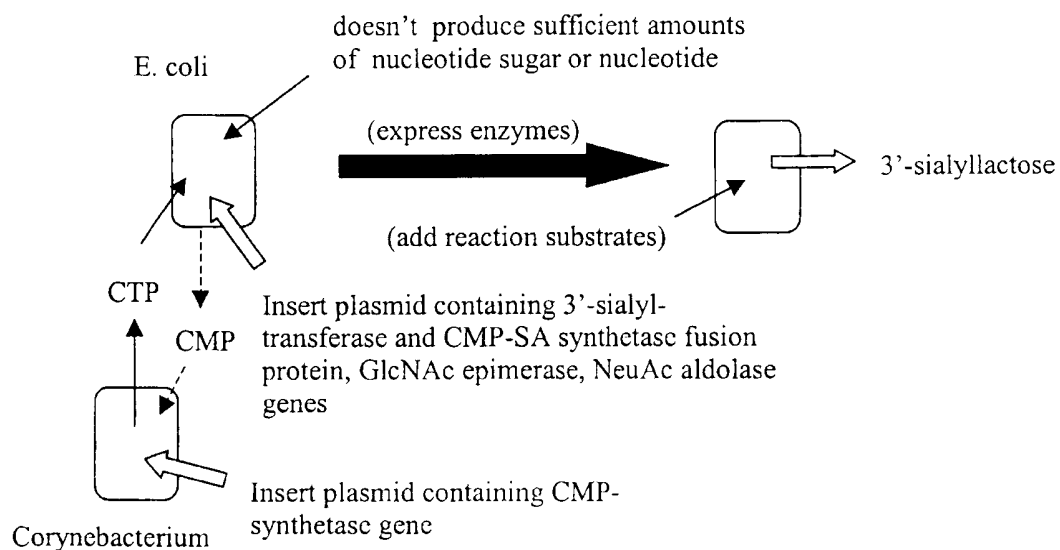 doesn't produce sufficient amounts
of nucleotide sugar or nucleotide
E. coli
(express enzymes)
3'-sialyllactose
(add reaction substrates)
CTP
CMP
Insert plasmid containing 3'-sialyl-
transferase and CMP-SA synthetase fusion
protein, GlcNAc epimerase, NeuAc aldolase
genes
Insert plasmid containing CMP-
synthetase gene
Corynebacterium